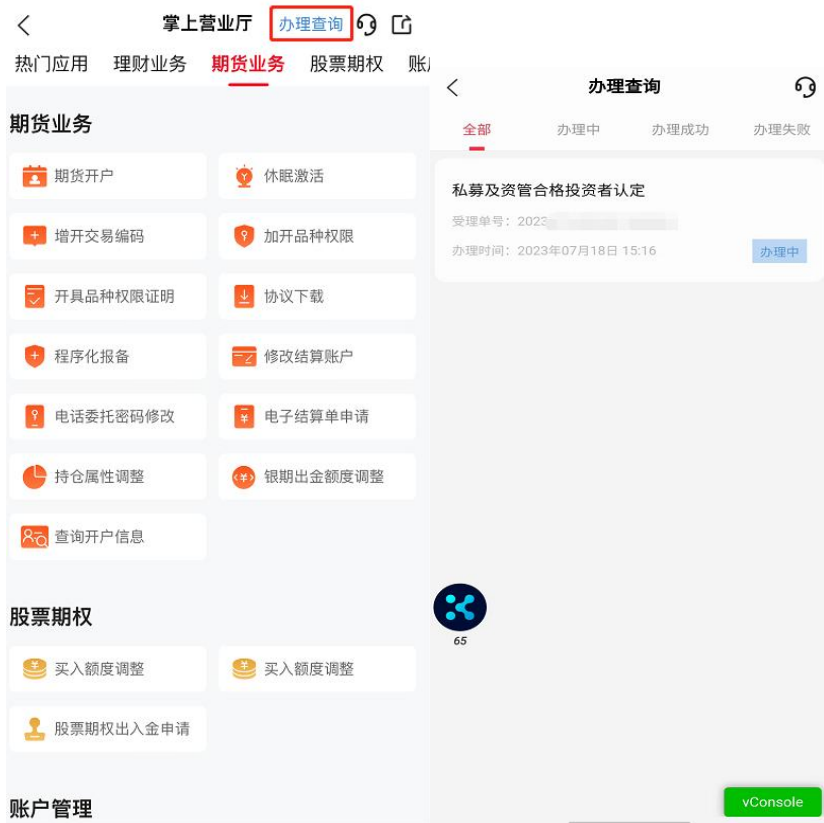 掌上营业厅 办理查询
热门应用 理财业务 期货业务 股票期权
期货业务
期货开户 休眠激活
增开交易编码 加开品种权限
开具品种权限证明 协议下载
程序化报备 修改结算账户
电话委托密码修改 电子结算单申请
持仓属性调整 银期出金额度调整
查询开户信息
股票期权
买入额度调整 买入额度调整
股票期权出入金申请
账户管理
办理查询
全部 办理中 办理成功 办理失败
私募及资管合格投资者认定
受理单号：2023
办理时间：2023年07月18日 15:16 办理中
65
vConsole